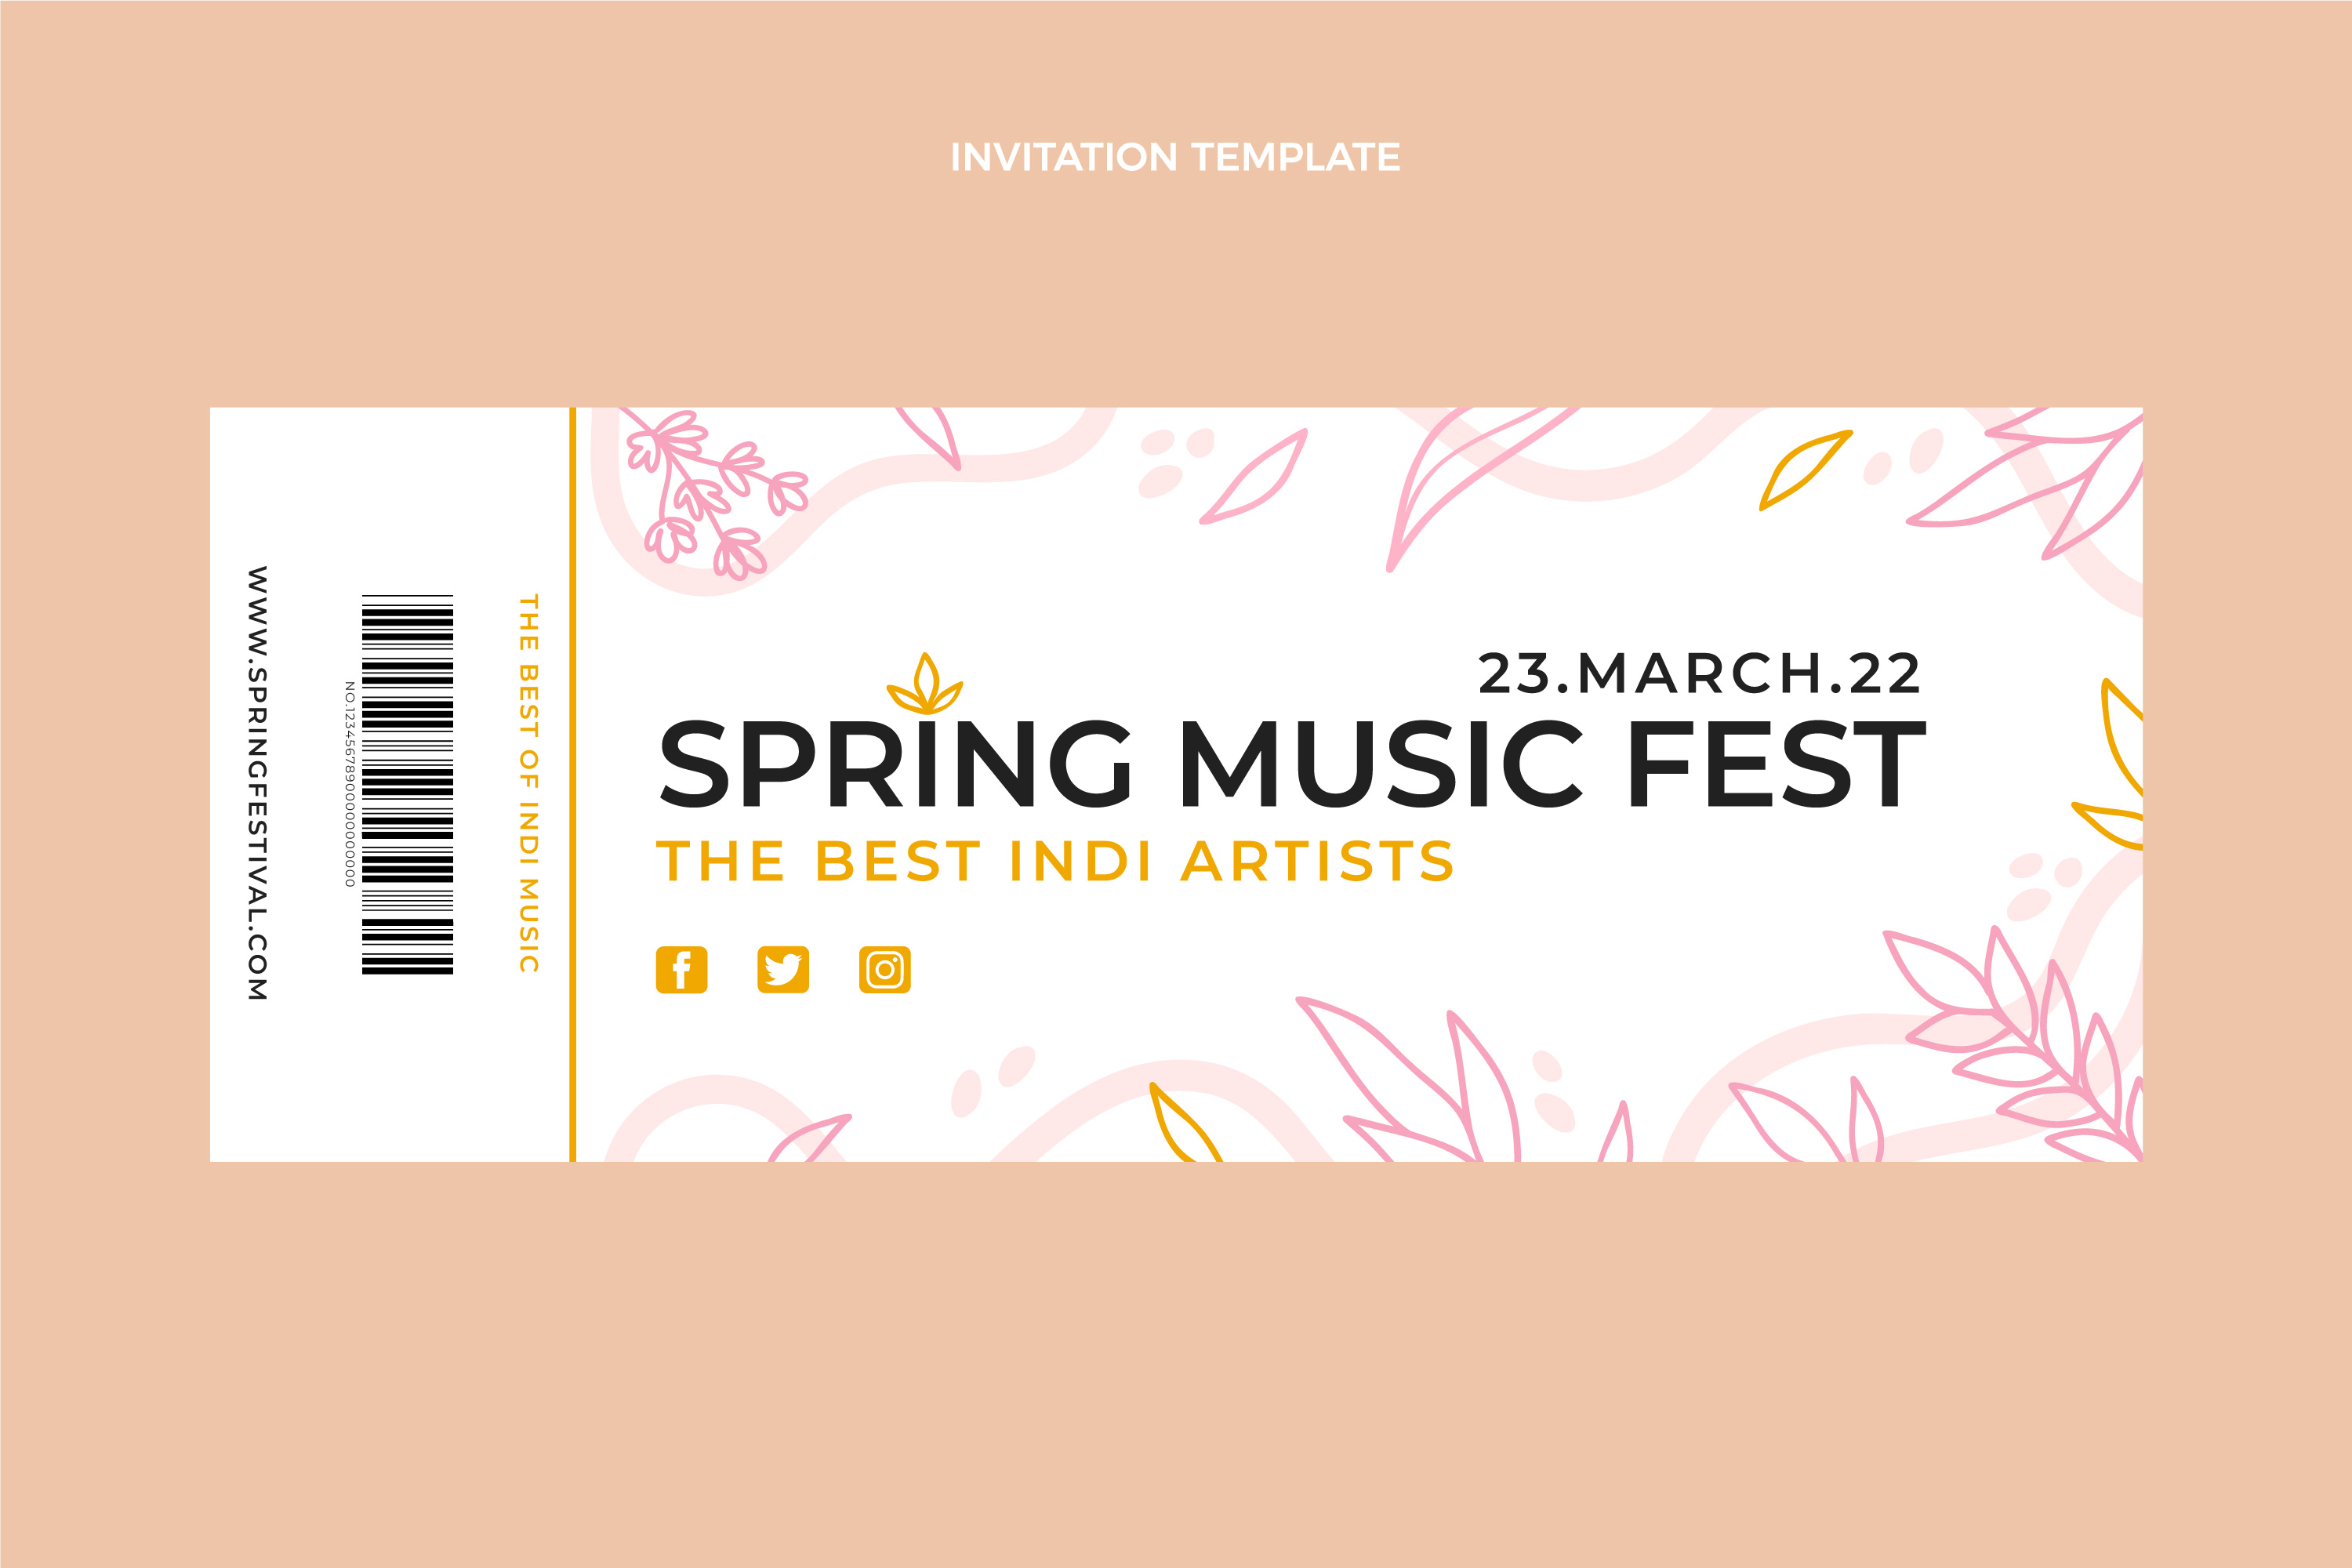 INVITATION TEMPLATE
WWW.SPRINGFESTIVAL.COM
NO.1234567890000000000
THE BEST OF INDI MUSIC
23.MARCH.22
SPRING MUSIC FEST
THE BEST INDI ARTISTS